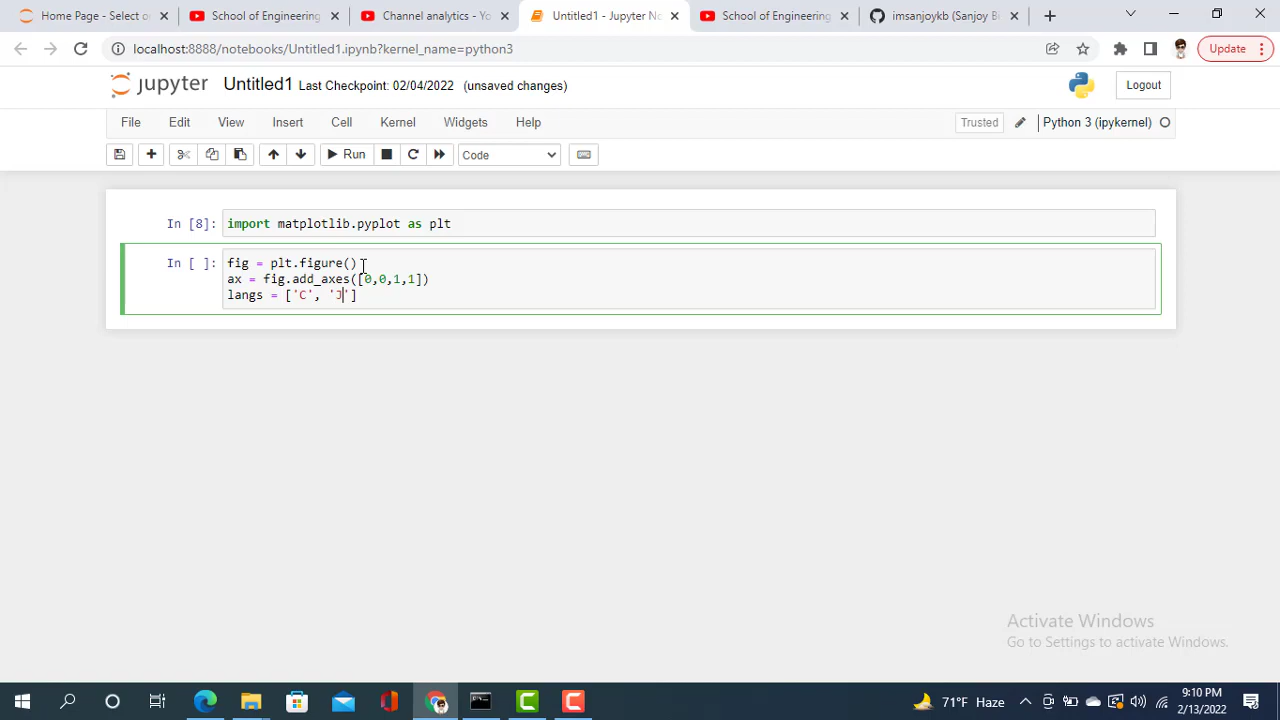 Home Page - Select o
School of Engineering
Channel analytics - Yo
Untitled1 - Jupyter No
School of Engineering
imsanjoykb (Sanjoy Bi
localhost:8888/notebooks/Untitled1.ipynb?kernel_name=python3
Update
jupyter Untitled1 Last Checkpoint: 02/04/2022 (unsaved changes)
Logout
File Edit View Insert Cell Kernel Widgets Help
Trusted
Python 3 (ipykernel)
Run
Code
In [8]: import matplotlib.pyplot as plt
In [ ]: fig = plt.figure()
ax = fig.add_axes([0,0,1,1])
langs = ['C', 'J']
Activate Windows
Go to Settings to activate Windows.
71°F Haze
9:10 PM
2/13/2022